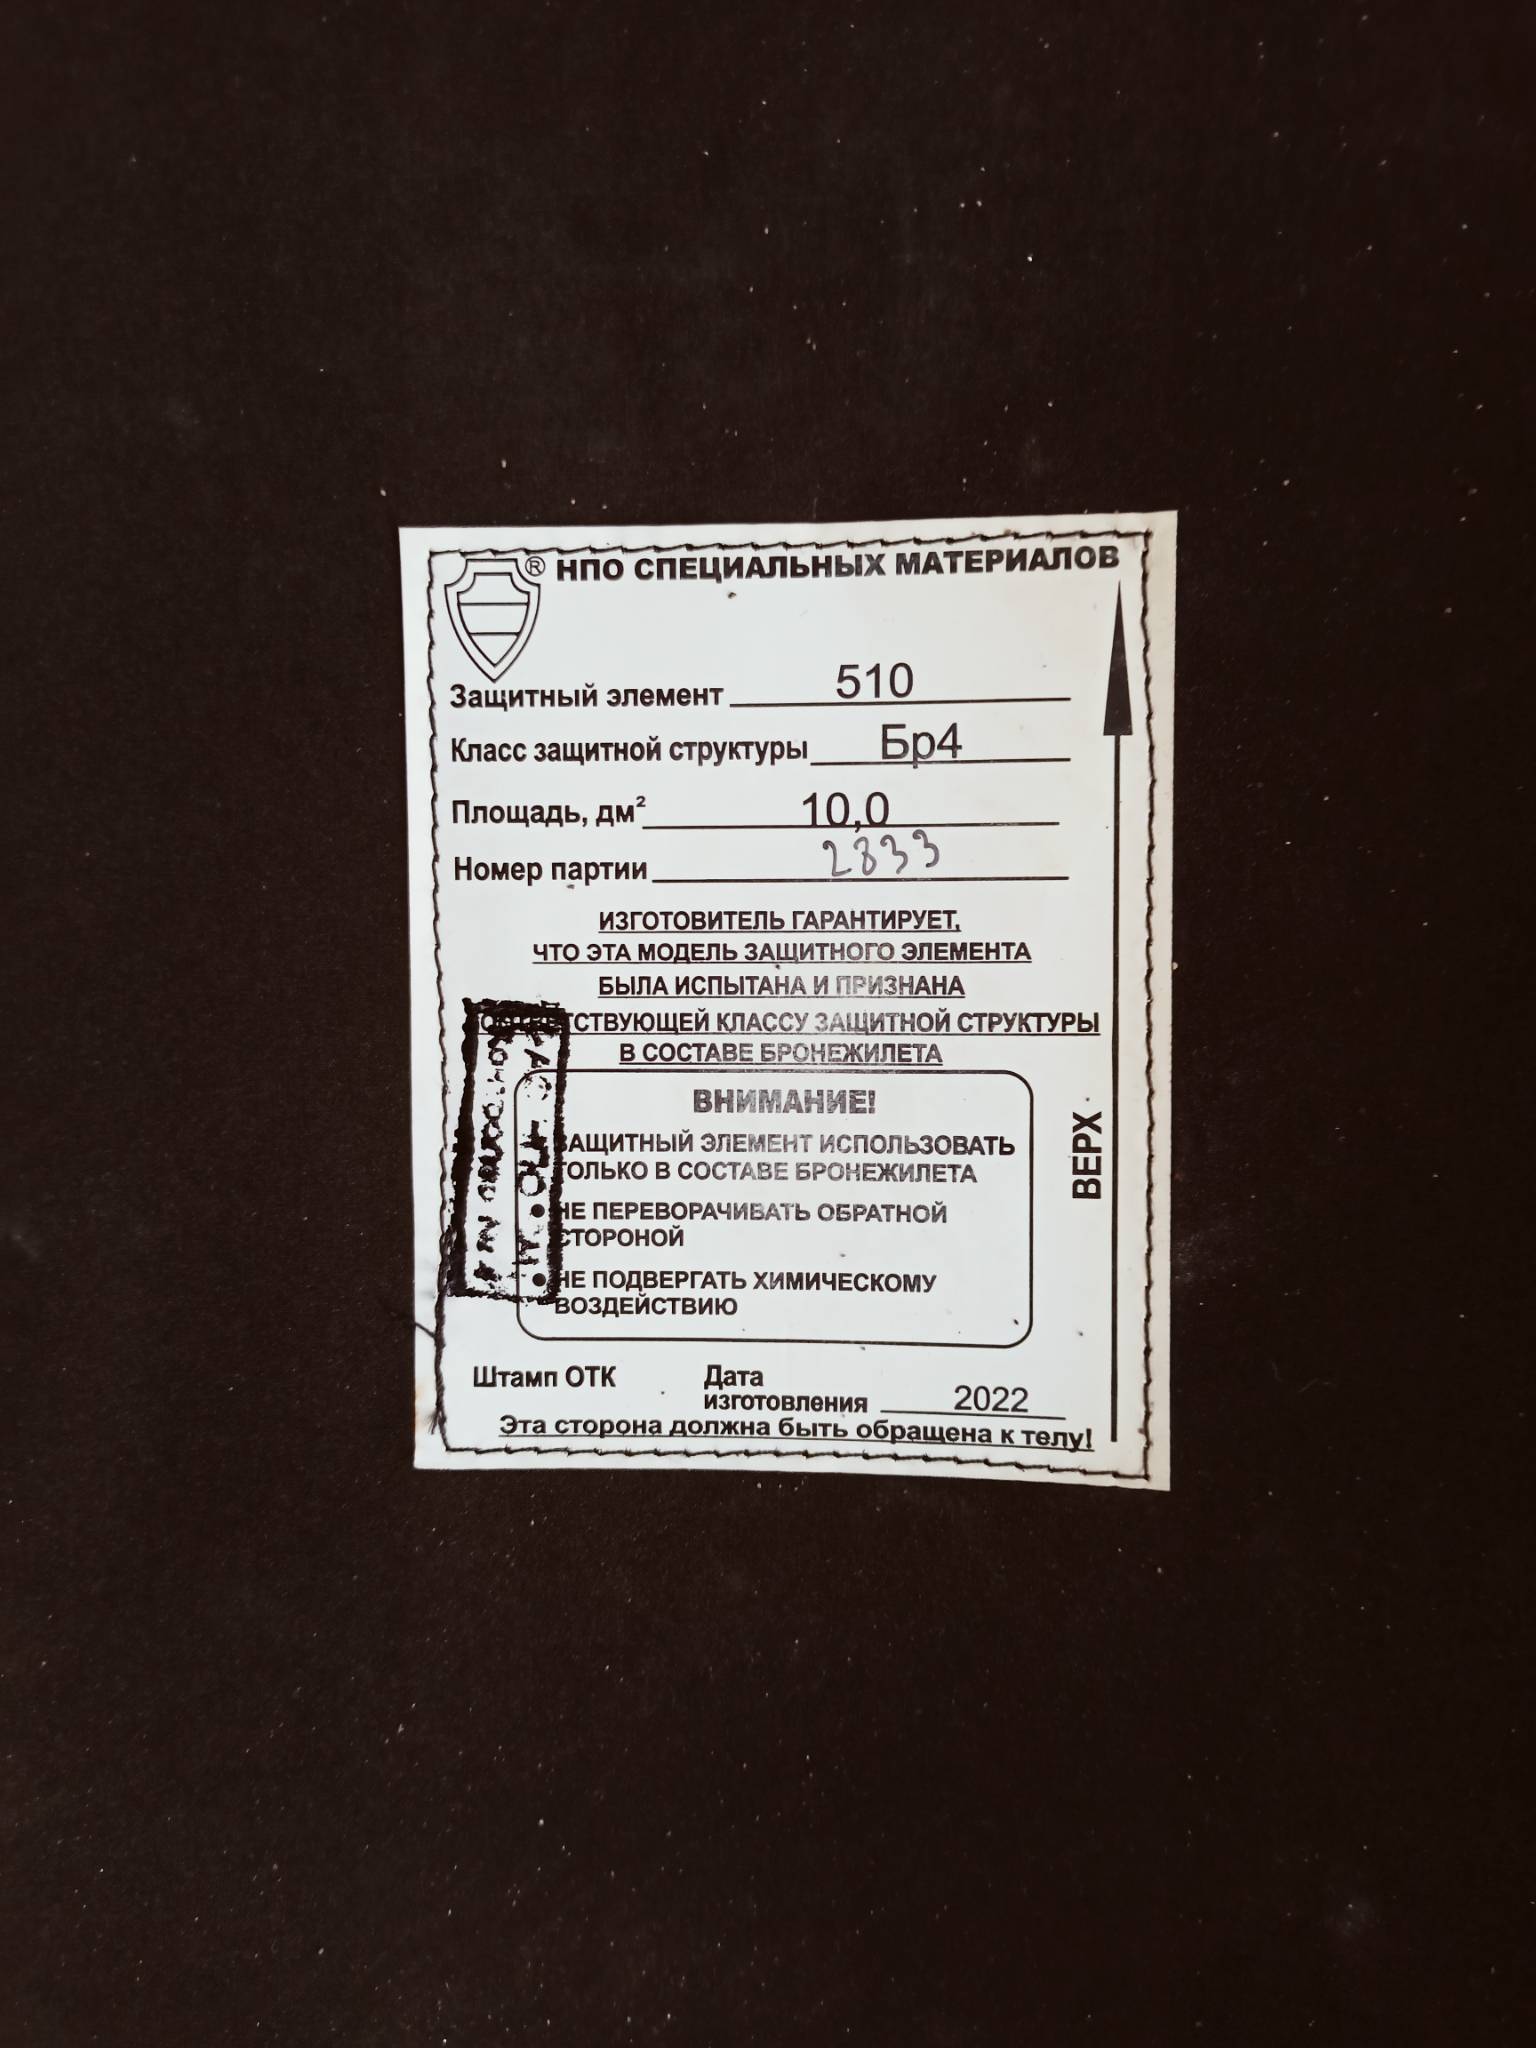 ® НПО СПЕЦИАЛЬНЫХ МАТЕРИАЛОВ
Защитный элемент 510
Класс защитной структуры Бр4
Площадь, дм² 10,0
Номер партии 2833
ИЗГОТОВИТЕЛЬ ГАРАНТИРУЕТ,
ЧТО ЭТА МОДЕЛЬ ЗАЩИТНОГО ЭЛЕМЕНТА
БЫЛА ИСПЫТАНА И ПРИЗНАНА
СООТВЕТСТВУЮЩЕЙ КЛАССУ ЗАЩИТНОЙ СТРУКТУРЫ
В СОСТАВЕ БРОНЕЖИЛЕТА
ВНИМАНИЕ!
ЗАЩИТНЫЙ ЭЛЕМЕНТ ИСПОЛЬЗОВАТЬ
ТОЛЬКО В СОСТАВЕ БРОНЕЖИЛЕТА
● НЕ ПЕРЕВОРАЧИВАТЬ ОБРАТНОЙ
СТОРОНОЙ
● НЕ ПОДВЕРГАТЬ ХИМИЧЕСКОМУ
ВОЗДЕЙСТВИЮ
ВЕРХ
Штамп ОТК Дата
изготовления 2022
Эта сторона должна быть обращена к телу!